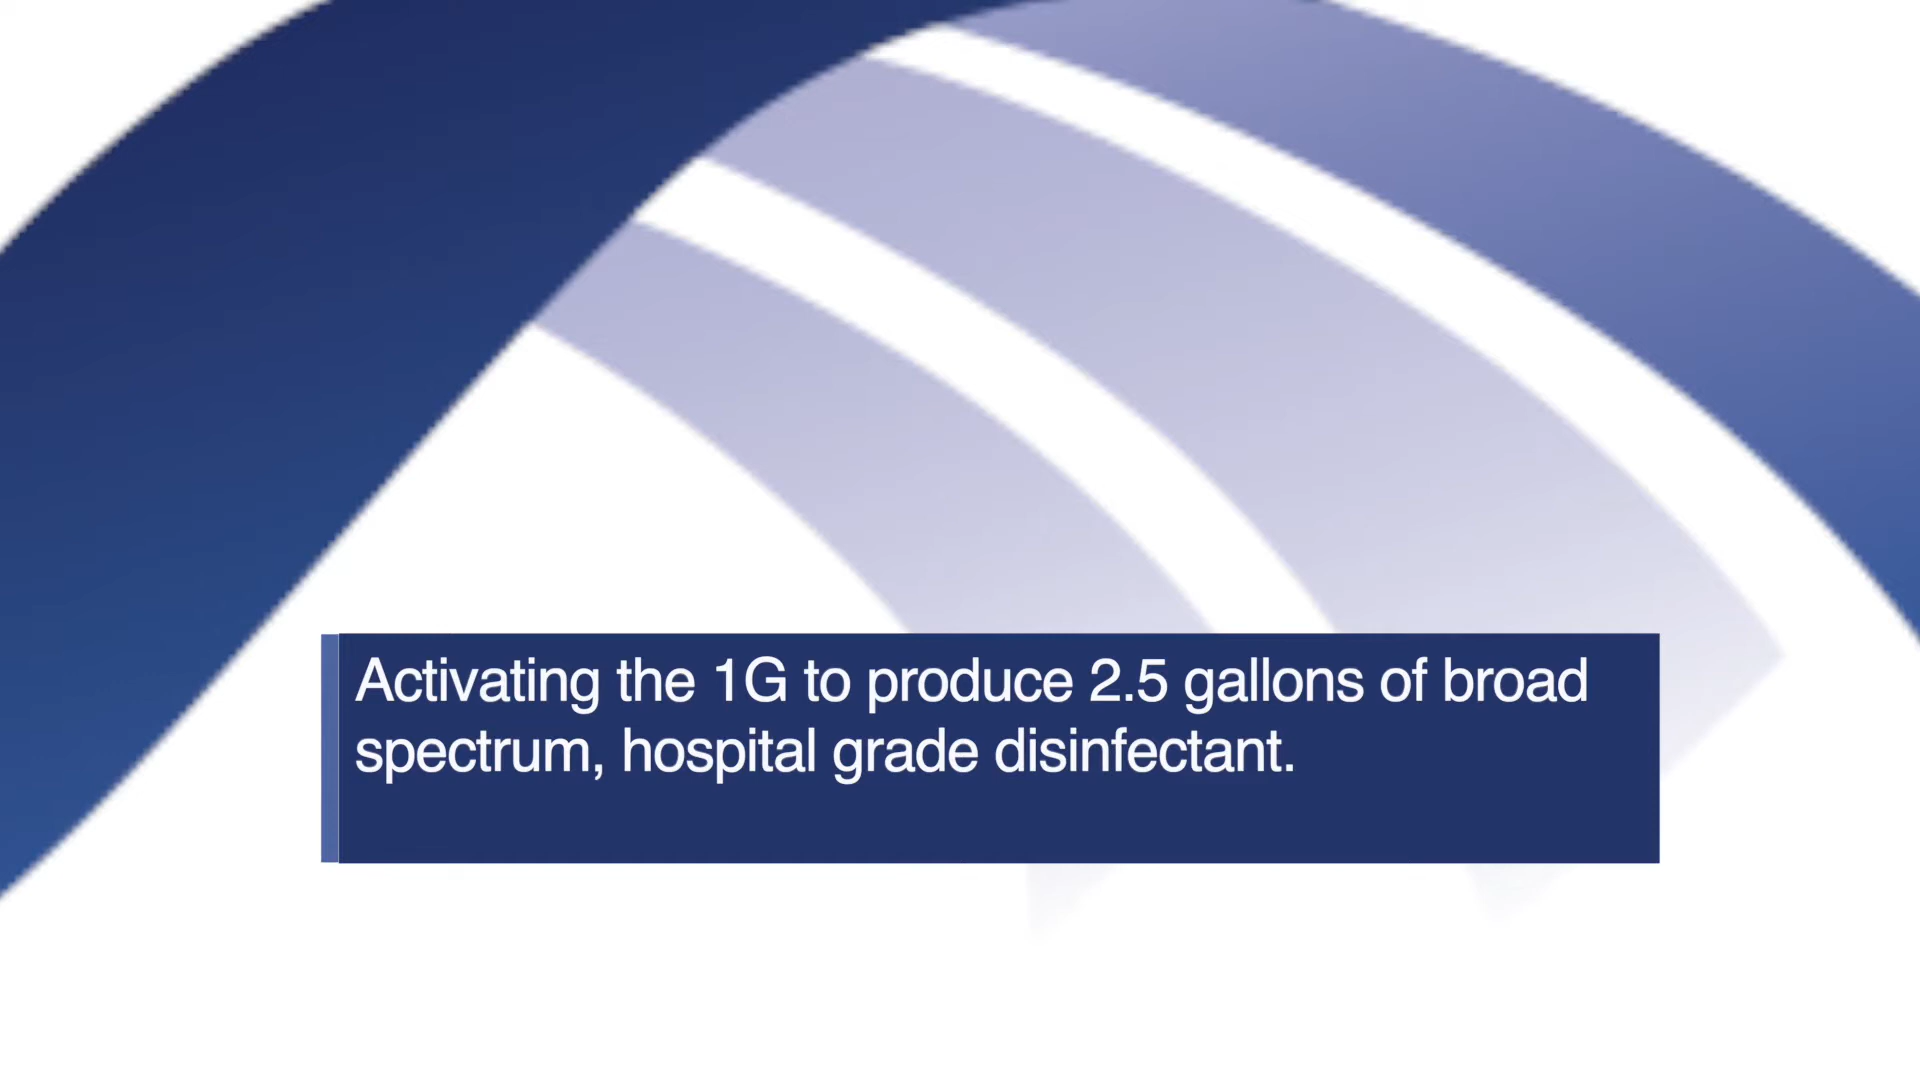 Activating the 1G to produce 2.5 gallons of broad
spectrum, hospital grade disinfectant.